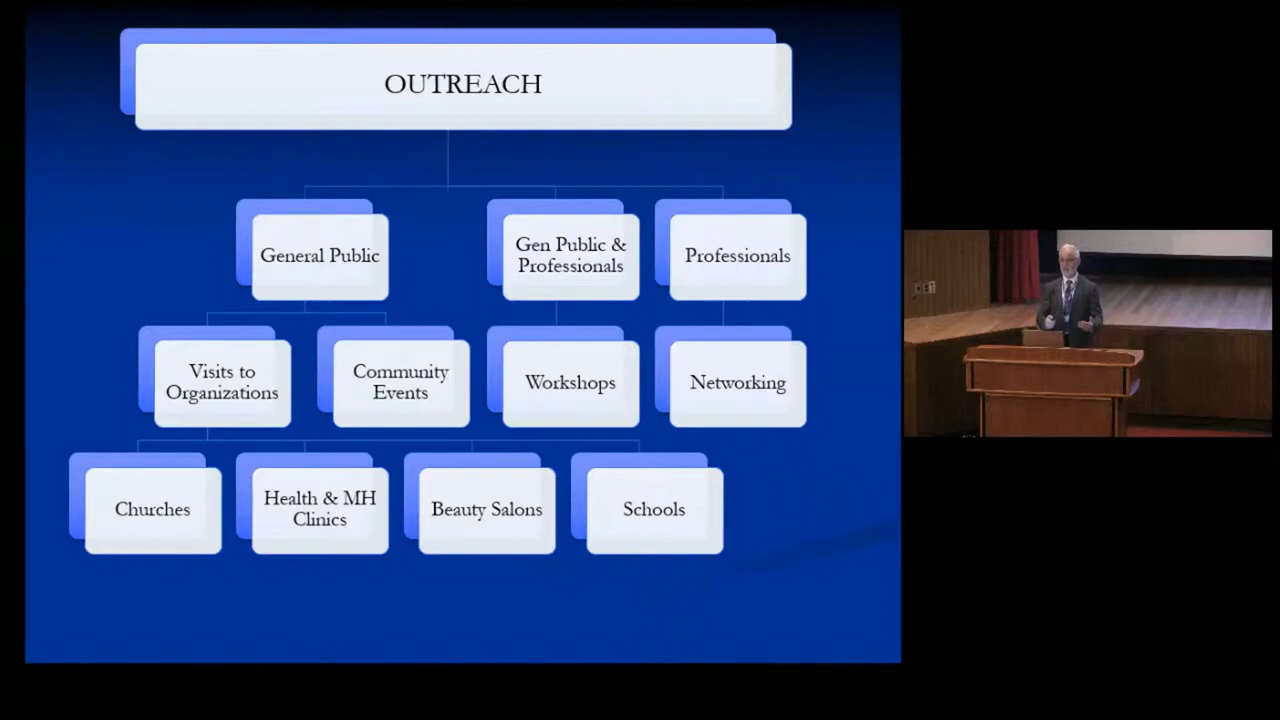 OUTREACH
General Public
Gen Public &
Professionals
Professionals
Visits to
Organizations
Community
Events
Workshops
Networking
Churches
Health & MH
Clinics
Beauty Salons
Schools